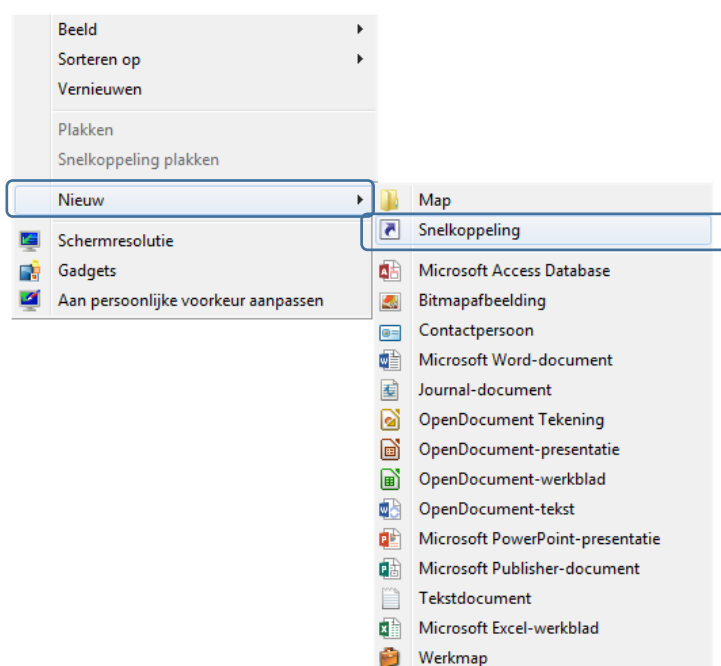 Beeld
Sorteren op
Vernieuwen
Plakken
Snelkoppeling plakken
Nieuw
Schermresolutie
Gadgets
Aan persoonlijke voorkeur aanpassen
Map
Snelkoppeling
Microsoft Access Database
Bitmapafbeelding
Contactpersoon
Microsoft Word-document
Journal-document
OpenDocument Tekening
OpenDocument-presentatie
OpenDocument-werkblad
OpenDocument-tekst
Microsoft PowerPoint-presentatie
Microsoft Publisher-document
Tekstdocument
Microsoft Excel-werkblad
Werkmap